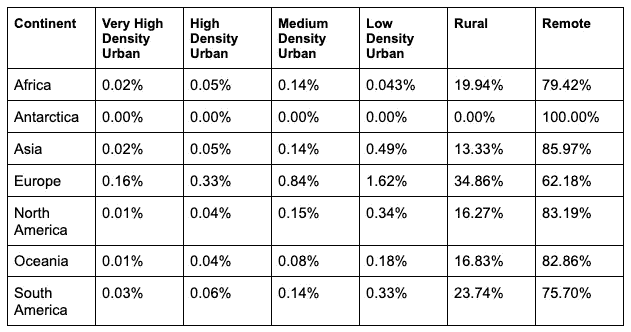 Continent Very High Density Urban High Density Urban Medium Density Urban Low Density Urban Rural Remote
Africa 0.02% 0.05% 0.14% 0.043% 19.94% 79.42%
Antarctica 0.00% 0.00% 0.00% 0.00% 0.00% 100.00%
Asia 0.02% 0.05% 0.14% 0.49% 13.33% 85.97%
Europe 0.16% 0.33% 0.84% 1.62% 34.86% 62.18%
North America 0.01% 0.04% 0.15% 0.34% 16.27% 83.19%
Oceania 0.01% 0.04% 0.08% 0.18% 16.83% 82.86%
South America 0.03% 0.06% 0.14% 0.33% 23.74% 75.70%